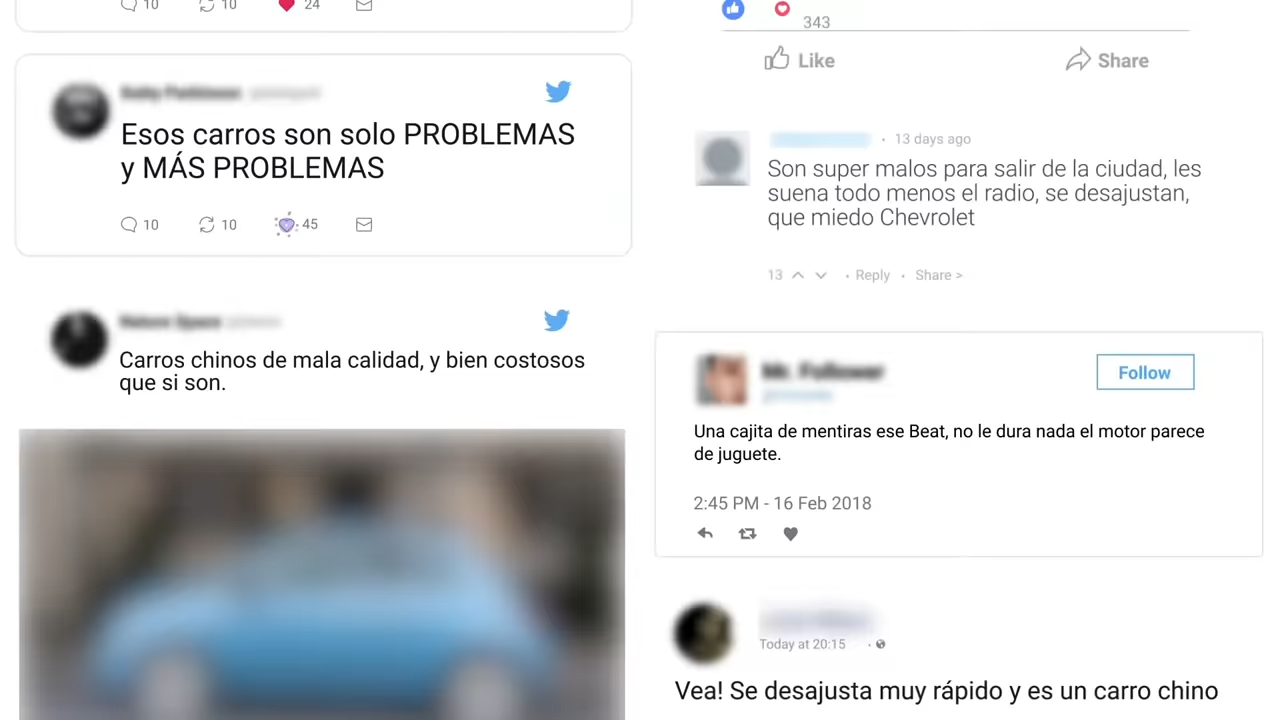 10 10 24
Esos carros son solo PROBLEMAS
y MÁS PROBLEMAS
10 10 45
Carros chinos de mala calidad, y bien costosos
que si son.
343
Like Share
13 days ago
Son super malos para salir de la ciudad, les
suena todo menos el radio, se desajustan,
que miedo Chevrolet
13 Reply Share >
Mr. Follower
Follow
Una cajita de mentiras ese Beat, no le dura nada el motor parece
de juguete.
2:45 PM - 16 Feb 2018
Today at 20:15
Vea! Se desajusta muy rápido y es un carro chino